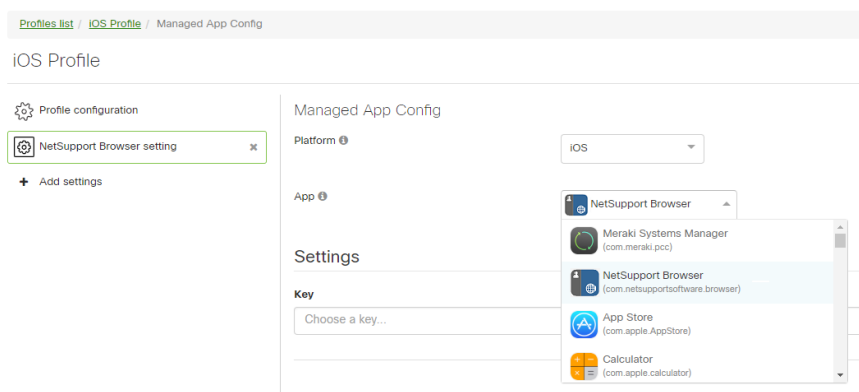 Profiles list / iOS Profile / Managed App Config
iOS Profile
Profile configuration
NetSupport Browser setting
Add settings
Managed App Config
Platform
iOS
App
NetSupport Browser
Meraki Systems Manager
(com.meraki.pcc)
NetSupport Browser
(com.netsupportsoftware.browser)
App Store
(com.apple.AppStore)
Calculator
(com.apple.calculator)
Settings
Key
Choose a key...